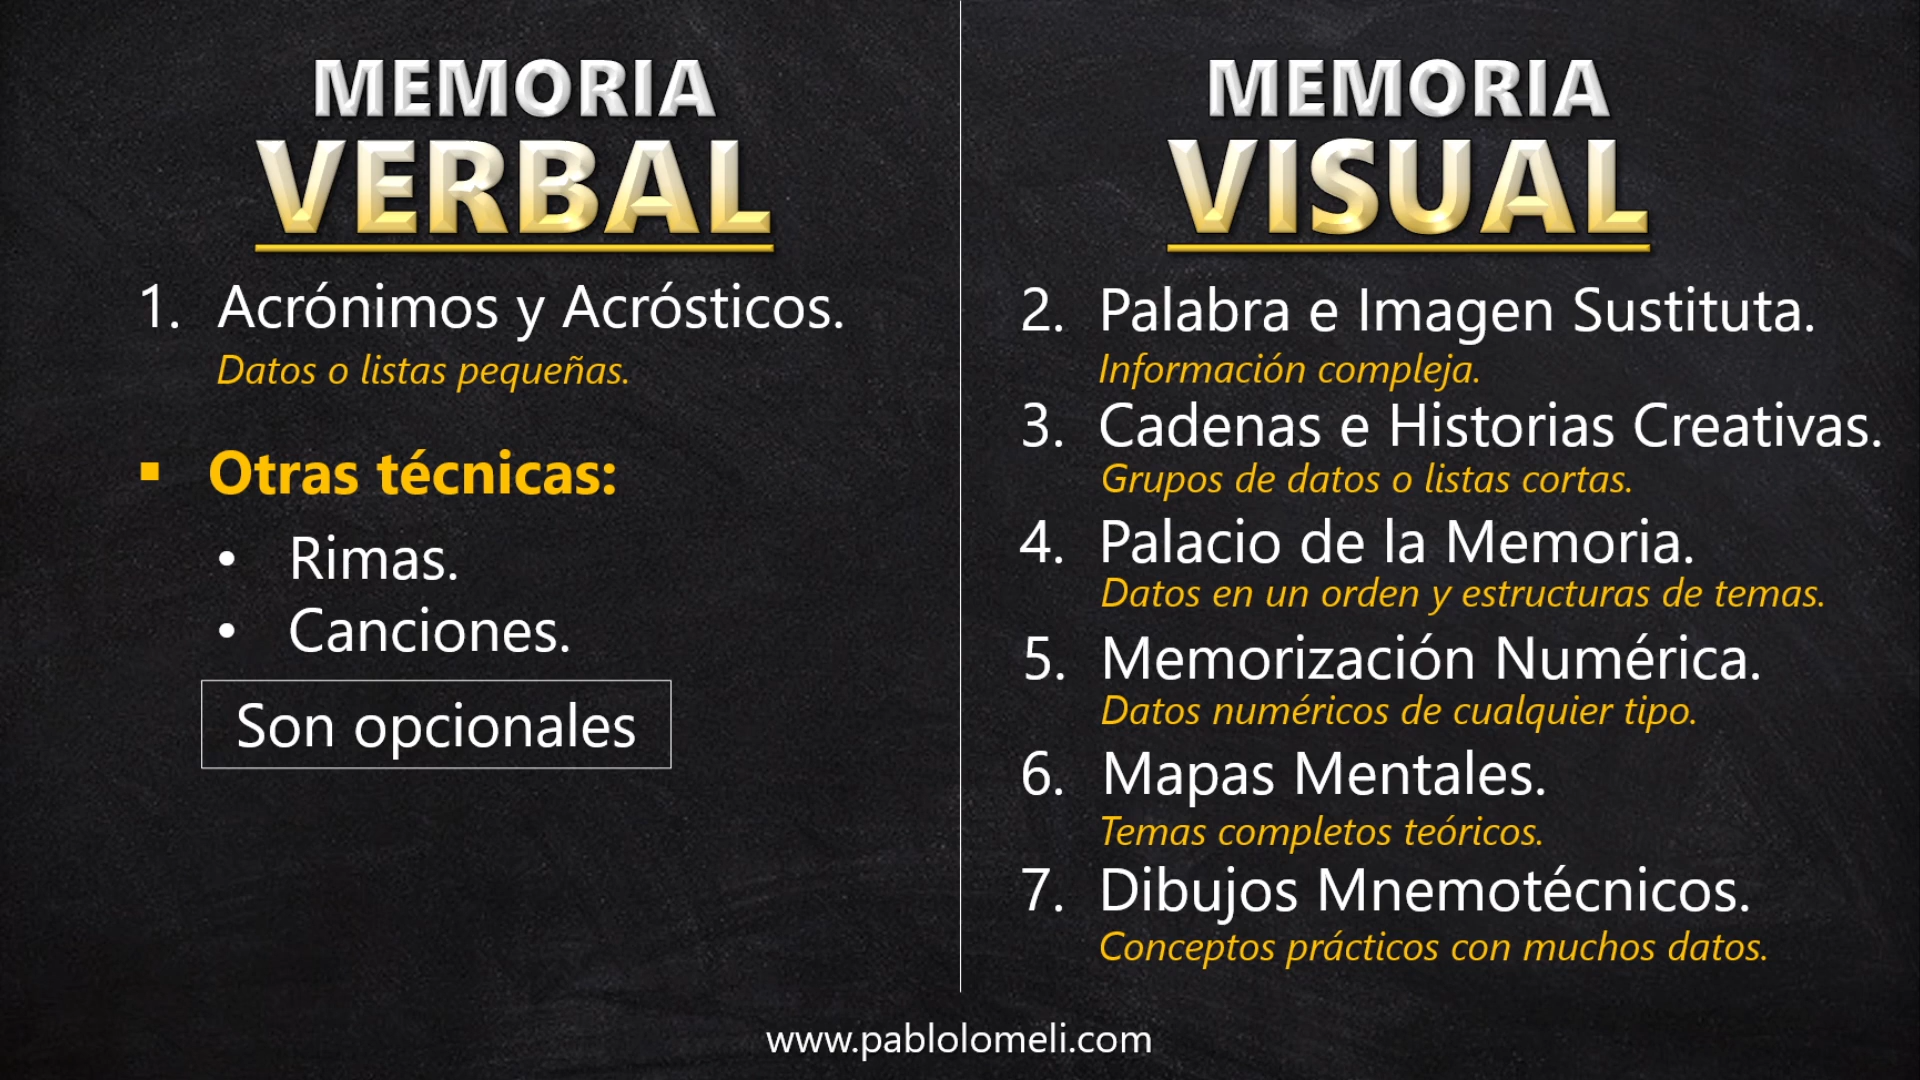 MEMORIA
VERBAL
1. Acrónimos y Acrósticos.
Datos o listas pequeñas.
▪ Otras técnicas:
• Rimas.
• Canciones.
Son opcionales
MEMORIA
VISUAL
2. Palabra e Imagen Sustituta.
Información compleja.
3. Cadenas e Historias Creativas.
Grupos de datos o listas cortas.
4. Palacio de la Memoria.
Datos en un orden y estructuras de temas.
5. Memorización Numérica.
Datos numéricos de cualquier tipo.
6. Mapas Mentales.
Temas completos teóricos.
7. Dibujos Mnemotécnicos.
Conceptos prácticos con muchos datos.
www.pablolomeli.com